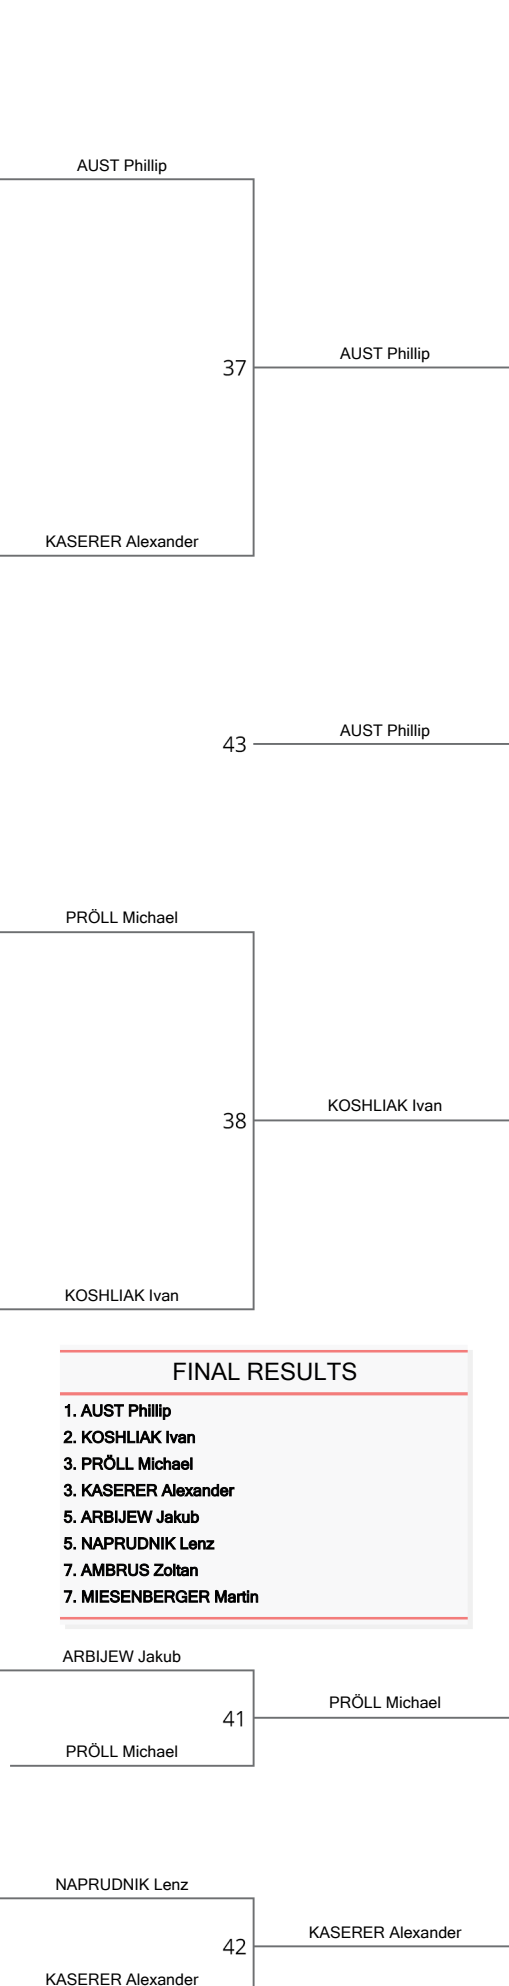 AUST Phillip
37
AUST Phillip
KASERER Alexander
43
AUST Phillip
PRÖLL Michael
KOSHLIAK Ivan
38
KOSHLIAK Ivan
FINAL RESULTS
1. AUST Phillip
2. KOSHLIAK Ivan
3. PRÖLL Michael
3. KASERER Alexander
5. ARBIJEW Jakub
5. NAPRUDNIK Lenz
7. AMBRUS Zoltan
7. MIESENBERGER Martin
ARBIJEW Jakub
41
PRÖLL Michael
PRÖLL Michael
NAPRUDNIK Lenz
42
KASERER Alexander
KASERER Alexander